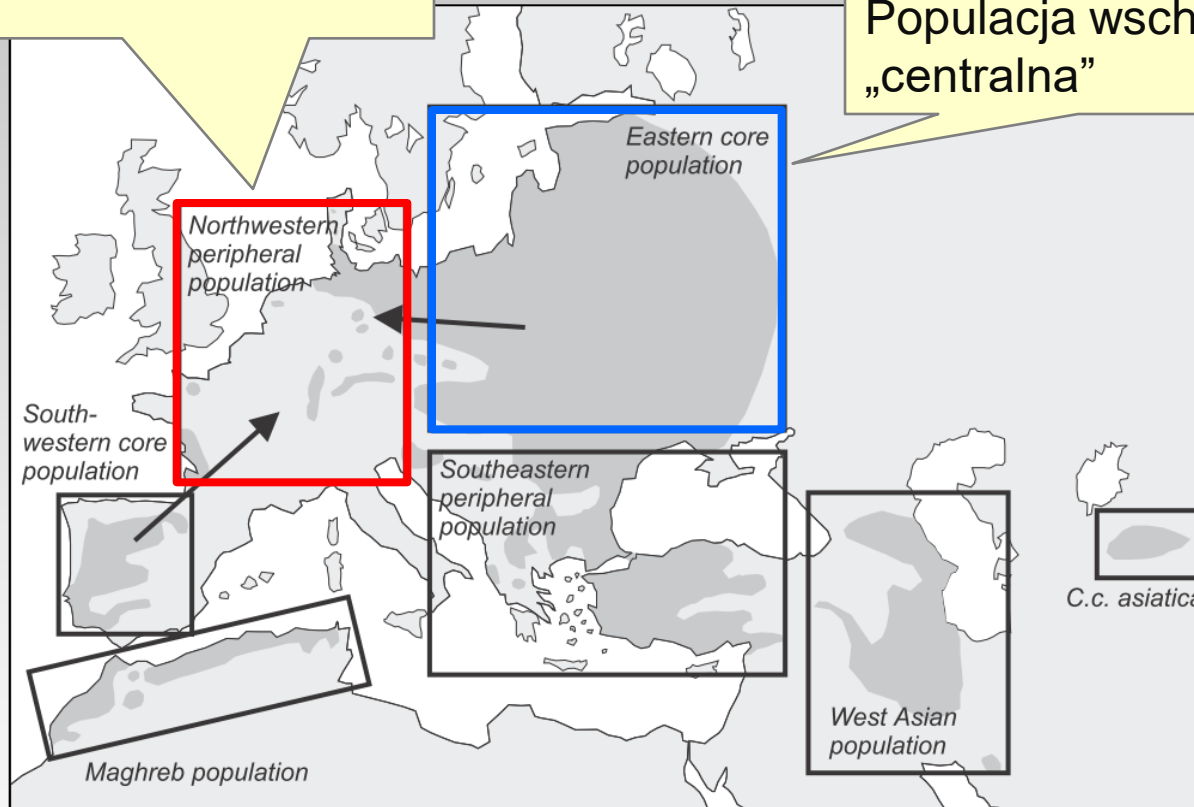 Populacja wsch
„centralna”
Eastern core
population
Northwestern
peripheral
population
South-
western core
population
Southeastern
peripheral
population
C.c. asiatica
West Asian
population
Maghreb population